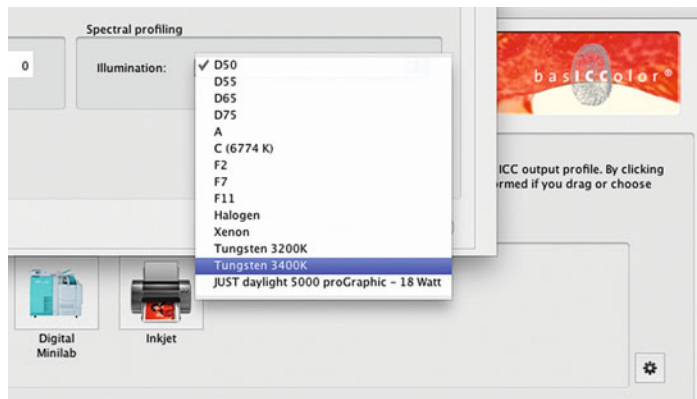 Spectral profiling
0
Illumination:
✓ D50
D55
D65
D75
A
C (6774 K)
F2
F7
F11
Halogen
Xenon
Tungsten 3200K
Tungsten 3400K
JUST daylight 5000 proGraphic – 18 Watt
basICColor®
ICC output profile. By clicking
rmed if you drag or choose
Digital
Minilab
Inkjet